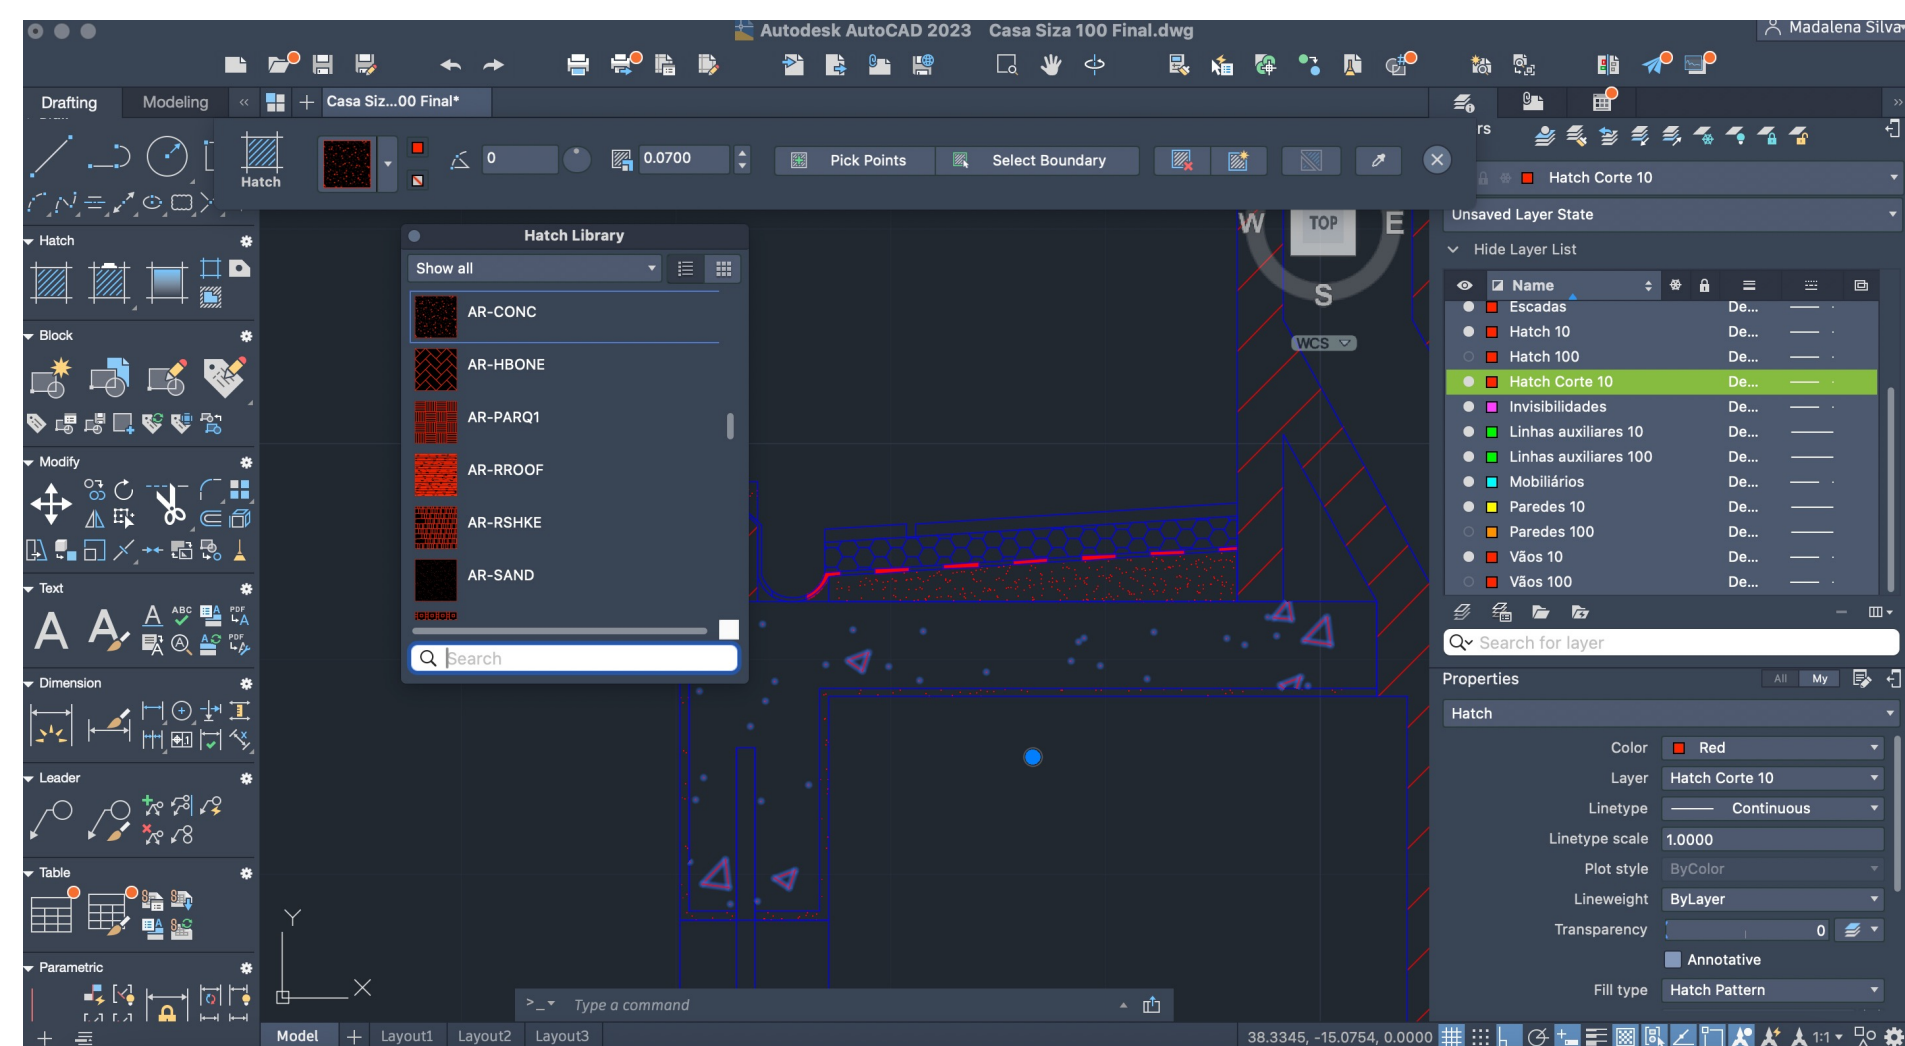 Autodesk AutoCAD 2023 Casa Siza 100 Final.dwg
Madalena Silva
Drafting Modeling
Casa Siz...00 Final*
Hatch
0
0.0700
Pick Points
Select Boundary
Hatch Corte 10
Unsaved Layer State
Hide Layer List
Name
Escadas De...
Hatch 10 De...
Hatch 100 De...
Hatch Corte 10 De...
Invisibilidades De...
Linhas auxiliares 10 De...
Linhas auxiliares 100 De...
Mobiliários De...
Paredes 10 De...
Paredes 100 De...
Vãos 10 De...
Vãos 100 De...
Search for layer
Properties
All My
Hatch
Color Red
Layer Hatch Corte 10
Linetype Continuous
Linetype scale 1.0000
Plot style ByColor
Lineweight ByLayer
Transparency 0
Annotative
Fill type Hatch Pattern
Hatch
Block
Modify
Text
A A A ABC PDF
Dimension
Leader
Table
Parametric
Hatch Library
Show all
AR-CONC
AR-HBONE
AR-PARQ1
AR-RROOF
AR-RSHKE
AR-SAND
Search
W TOP E
S
WCS
Y
X
>_ Type a command
Model Layout1 Layout2 Layout3
38.3345, -15.0754, 0.0000
1:1